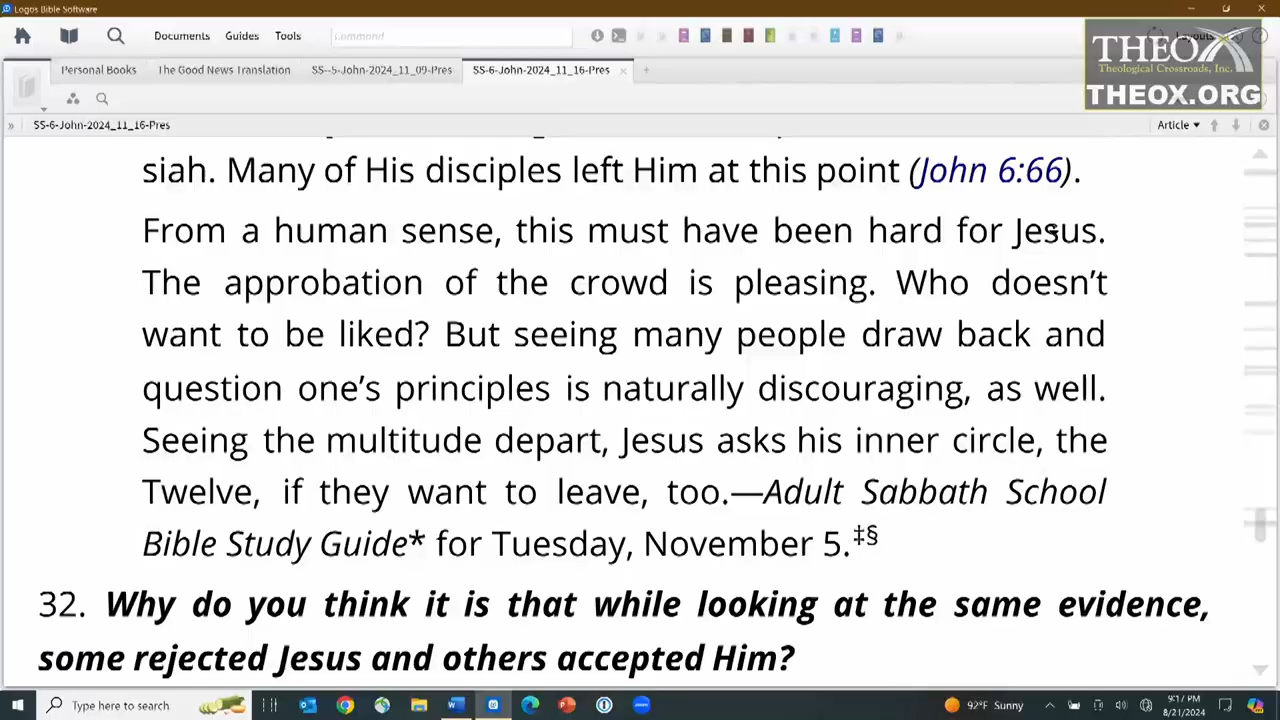 Logos Bible Software
Documents Guides Tools Command
THEOX
Theological Crossroads, Inc.
THEOX.ORG
Personal Books The Good News Translation SS--5-John-2024_11_09-Pres SS-6-John-2024_11_16-Pres
SS-6-John-2024_11_16-Pres Article
siah. Many of His disciples left Him at this point (John 6:66).
From a human sense, this must have been hard for Jesus.
The approbation of the crowd is pleasing. Who doesn't
want to be liked? But seeing many people draw back and
question one's principles is naturally discouraging, as well.
Seeing the multitude depart, Jesus asks his inner circle, the
Twelve, if they want to leave, too.—Adult Sabbath School
Bible Study Guide* for Tuesday, November 5.‡§
32. Why do you think it is that while looking at the same evidence,
some rejected Jesus and others accepted Him?
Type here to search 92°F Sunny 9:17 PM
8/21/2024